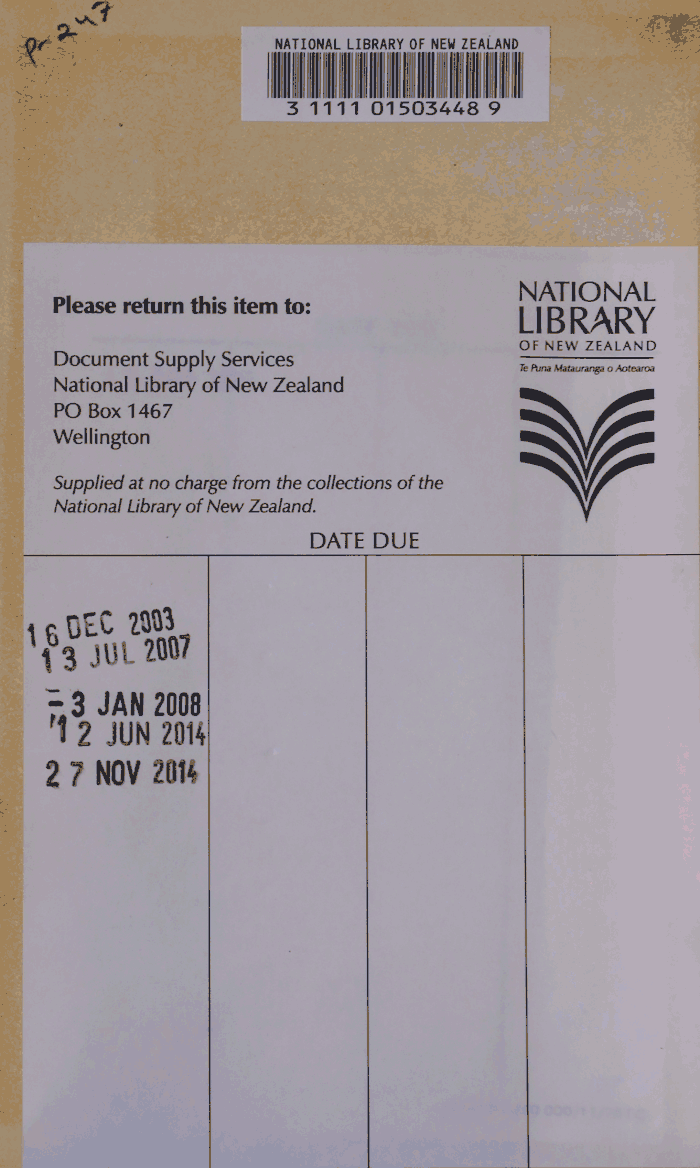 pr 247
NATIONAL LIBRARY OF NEW ZEALAND
3 1111 01503448 9
Please return this item to:
Document Supply Services
National Library of New Zealand
PO Box 1467
Wellington
Supplied at no charge from the collections of the
National Library of New Zealand.
NATIONAL
LIBRARY
OF NEW ZEALAND
Te Puna Matauranga o Aotearoa
DATE DUE
16 DEC 2003
13 JUL 2007
-3 JAN 2008
12 JUN 2014
27 NOV 2014